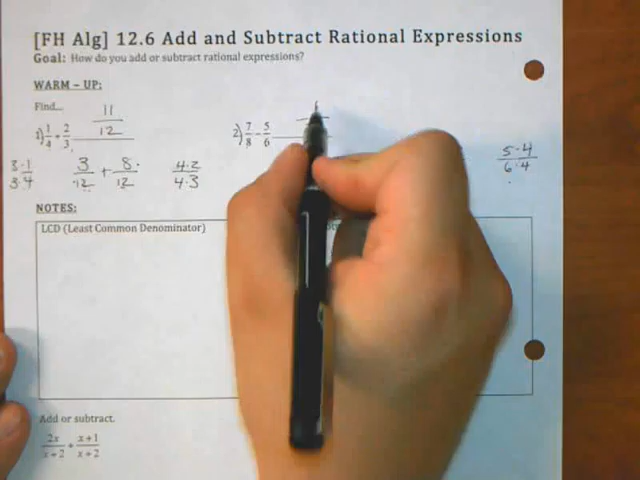 [FH Alg] 12.6 Add and Subtract Rational Expressions
Goal: How do you add or subtract rational expressions?
WARM – UP:
Find...
1) 1/4 + 2/3 11/12
2) 7/8 – 5/6
3·1/3·4 3/12 + 8/12 4·2/4·3 5·4/6·4
NOTES:
LCD (Least Common Denominator)
Add or subtract.
2x/x+2 + x+1/x+2